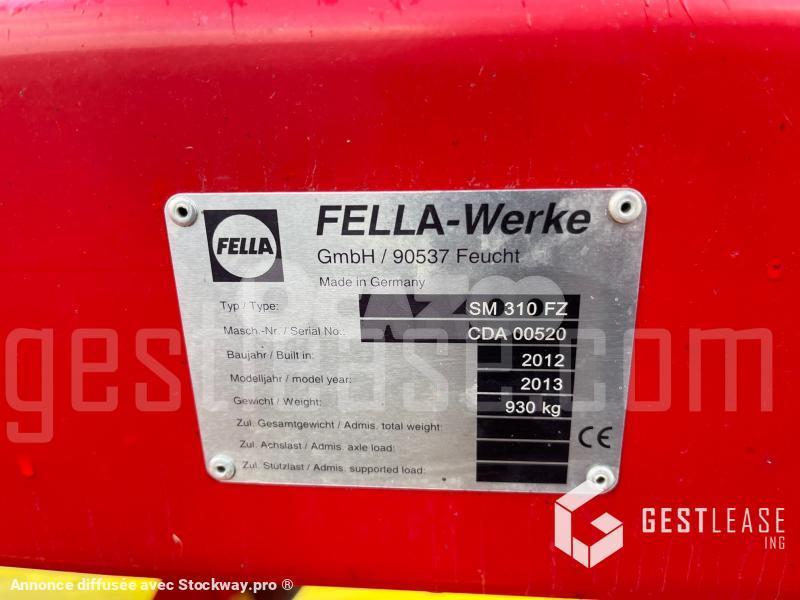 FELLA
FELLA-Werke
GmbH / 90537 Feucht
Made in Germany
Typ / Type: SM 310 FZ
Masch.-Nr. / Serial No.: CDA 00520
Baujahr / Built in: 2012
Modelljahr / model year: 2013
Gewicht / Weight: 930 kg
Zul. Gesamtgewicht / Admis. total weight:
Zul. Achslast / Admis. axle load:
Zul. Stützlast / Admis. supported load:
CE
gestlease.com
GESTLEASE
ING
Annonce diffusée avec Stockway.pro ®